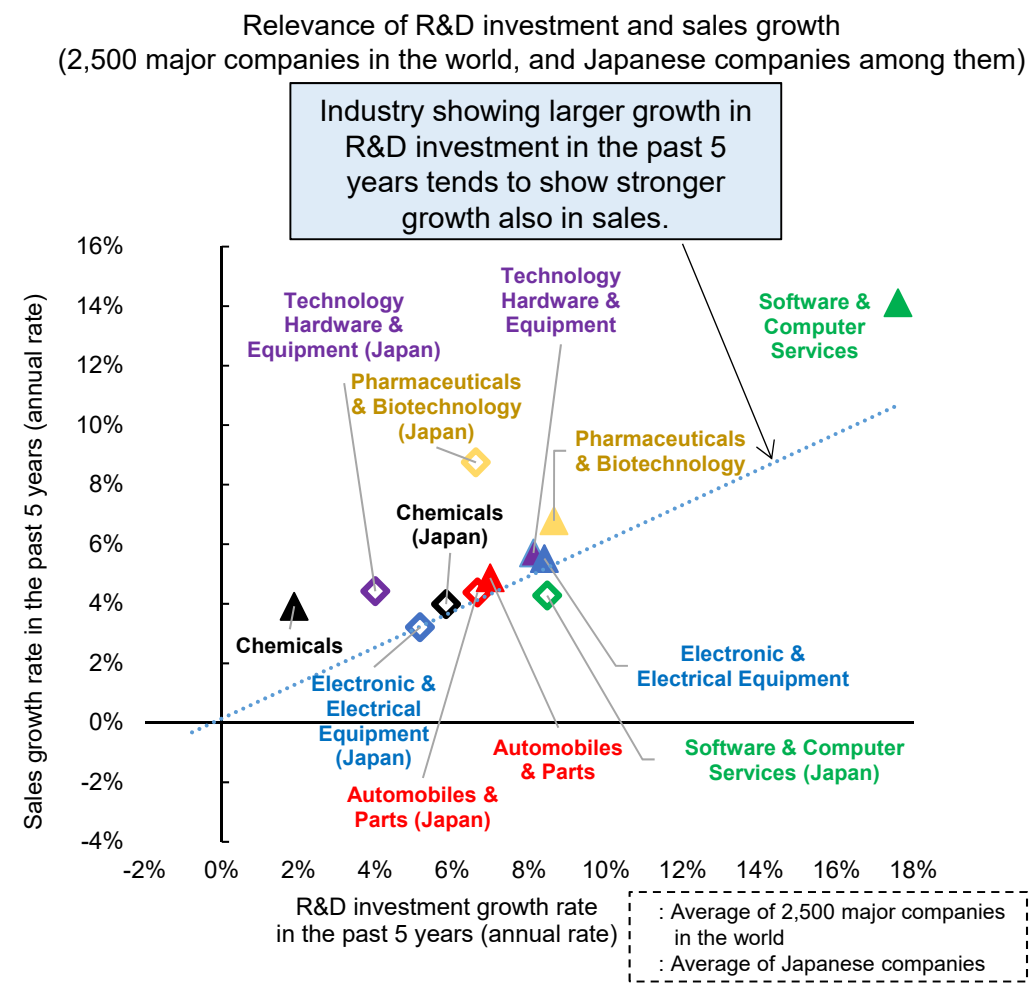 Relevance of R&D investment and sales growth
(2,500 major companies in the world, and Japanese companies among them)
Industry showing larger growth in
R&D investment in the past 5
years tends to show stronger
growth also in sales.
Sales growth rate in the past 5 years (annual rate)
16%
14%
12%
10%
8%
6%
4%
2%
0%
-2%
-4%
Technology
Hardware &
Equipment (Japan)
Technology
Hardware &
Equipment
Software &
Computer
Services
Pharmaceuticals
& Biotechnology
(Japan)
Pharmaceuticals
& Biotechnology
Chemicals
(Japan)
Chemicals
Electronic &
Electrical
Equipment
(Japan)
Electronic &
Electrical Equipment
Automobiles
& Parts
Software & Computer
Services (Japan)
Automobiles &
Parts (Japan)
-2%
0%
2%
4%
6%
8%
10%
12%
14%
16%
18%
R&D investment growth rate
in the past 5 years (annual rate)
: Average of 2,500 major companies
in the world
: Average of Japanese companies